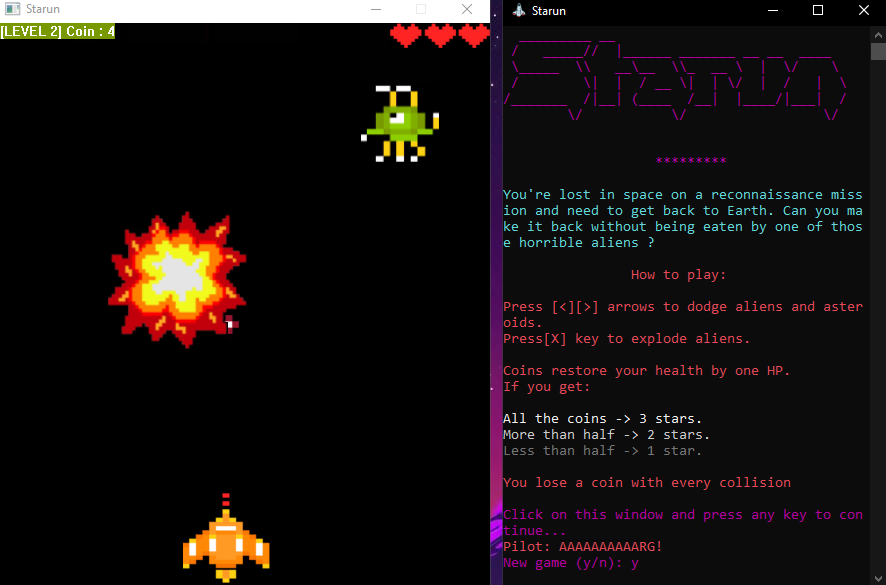 Starun
[LEVEL 2] Coin : 4
Starun
Starun
*********
You're lost in space on a reconnaissance miss
ion and need to get back to Earth. Can you ma
ke it back without being eaten by one of thos
e horrible aliens ?
How to play:
Press [<][>] arrows to dodge aliens and aster
oids.
Press[X] key to explode aliens.
Coins restore your health by one HP.
If you get:
All the coins -> 3 stars.
More than half -> 2 stars.
Less than half -> 1 star.
You lose a coin with every collision
Click on this window and press any key to con
tinue...
Pilot: AAAAAAAAAARG!
New game (y/n): y